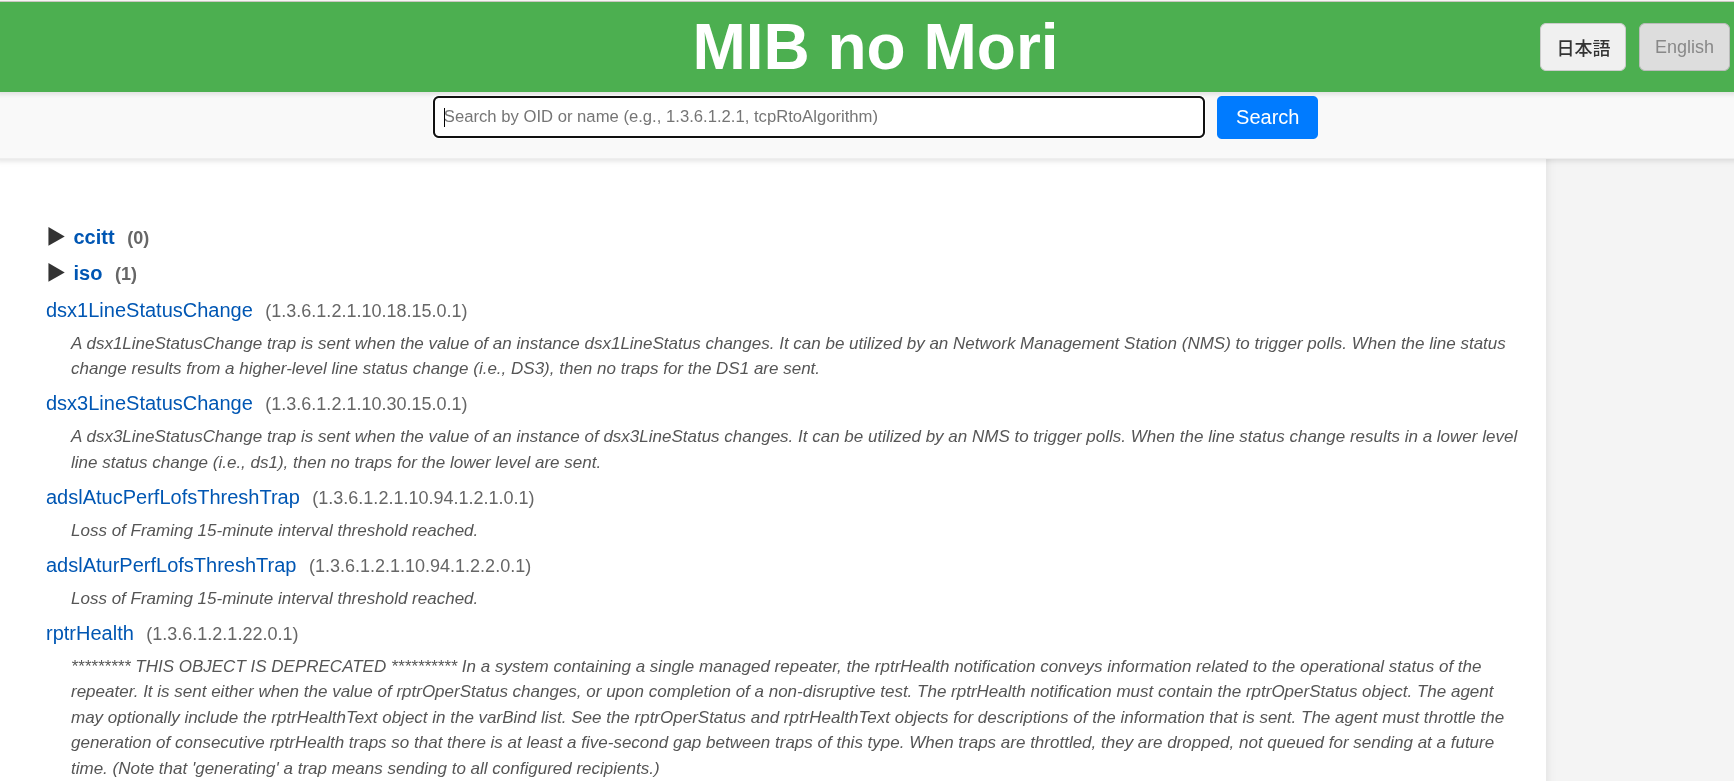 MIB no Mori
日本語
English
Search by OID or name (e.g., 1.3.6.1.2.1, tcpRtoAlgorithm)
Search
▶ ccitt (0)
▶ iso (1)
dsx1LineStatusChange (1.3.6.1.2.1.10.18.15.0.1)
A dsx1LineStatusChange trap is sent when the value of an instance dsx1LineStatus changes. It can be utilized by an Network Management Station (NMS) to trigger polls. When the line status
change results from a higher-level line status change (i.e., DS3), then no traps for the DS1 are sent.
dsx3LineStatusChange (1.3.6.1.2.1.10.30.15.0.1)
A dsx3LineStatusChange trap is sent when the value of an instance of dsx3LineStatus changes. It can be utilized by an NMS to trigger polls. When the line status change results in a lower level
line status change (i.e., ds1), then no traps for the lower level are sent.
adslAtucPerfLofsThreshTrap (1.3.6.1.2.1.10.94.1.2.1.0.1)
Loss of Framing 15-minute interval threshold reached.
adslAturPerfLofsThreshTrap (1.3.6.1.2.1.10.94.1.2.2.0.1)
Loss of Framing 15-minute interval threshold reached.
rptrHealth (1.3.6.1.2.1.22.0.1)
********* THIS OBJECT IS DEPRECATED ********** In a system containing a single managed repeater, the rptrHealth notification conveys information related to the operational status of the
repeater. It is sent either when the value of rptrOperStatus changes, or upon completion of a non-disruptive test. The rptrHealth notification must contain the rptrOperStatus object. The agent
may optionally include the rptrHealthText object in the varBind list. See the rptrOperStatus and rptrHealthText objects for descriptions of the information that is sent. The agent must throttle the
generation of consecutive rptrHealth traps so that there is at least a five-second gap between traps of this type. When traps are throttled, they are dropped, not queued for sending at a future
time. (Note that 'generating' a trap means sending to all configured recipients.)